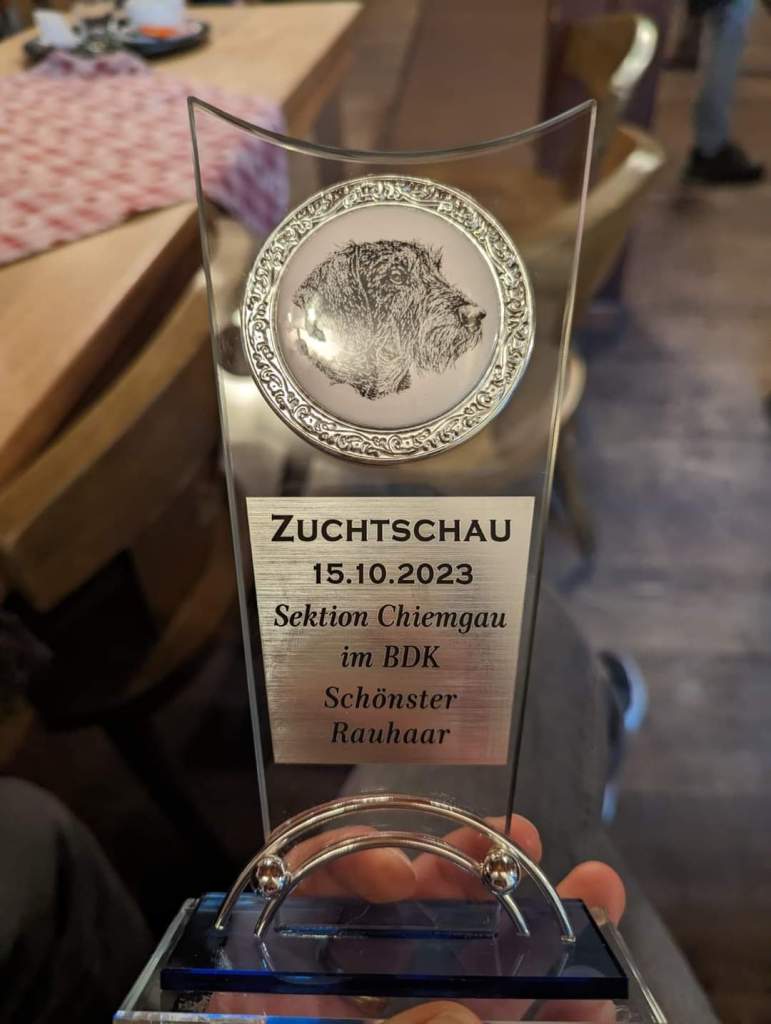 ZUCHTSCHAU
15.10.2023
Sektion Chiemgau
im BDK
Schönster
Rauhaar